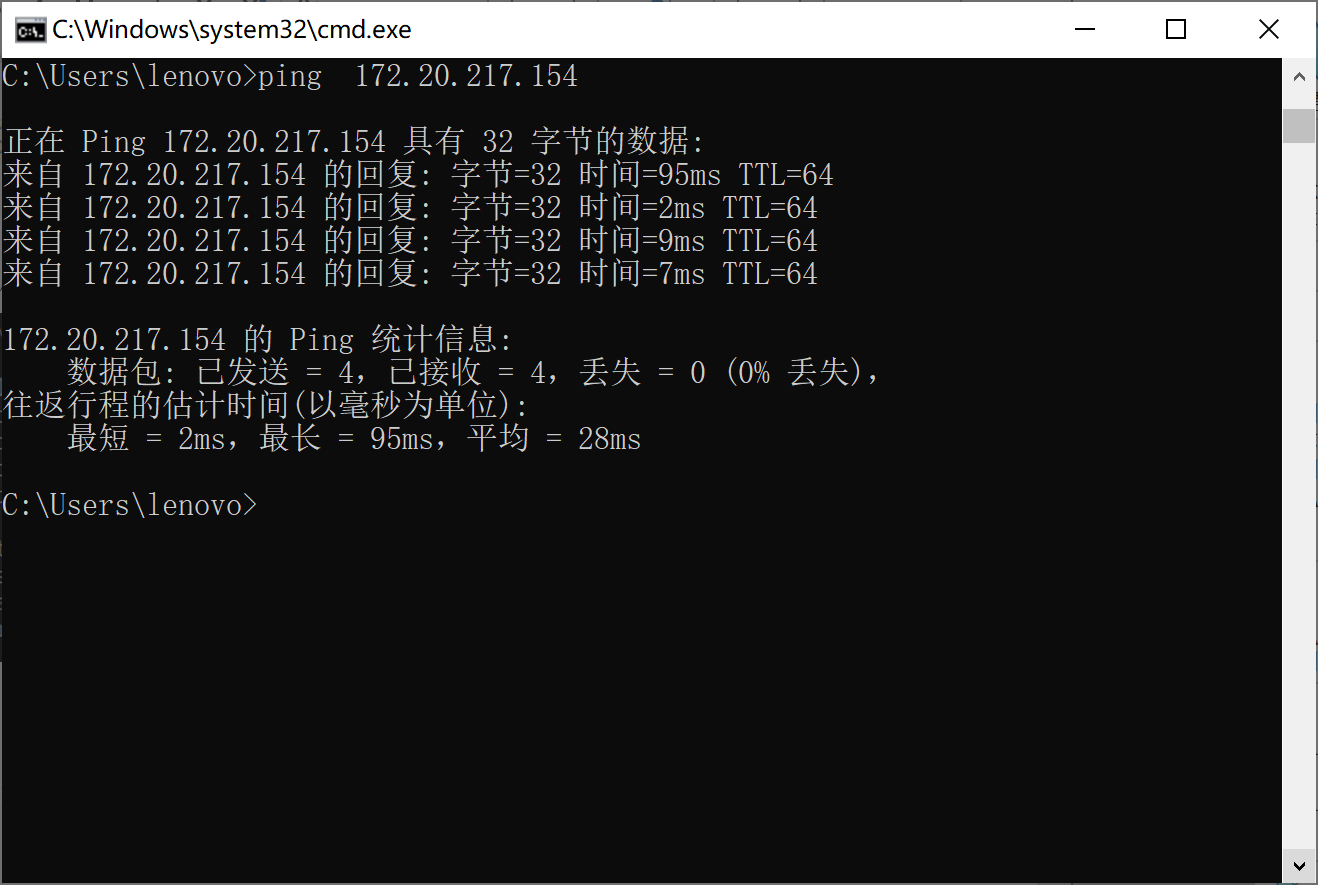 C:\Windows\system32\cmd.exe
C:\Users\lenovo>ping  172.20.217.154
正在 Ping 172.20.217.154 具有 32 字节的数据:
来自 172.20.217.154 的回复: 字节=32 时间=95ms TTL=64
来自 172.20.217.154 的回复: 字节=32 时间=2ms TTL=64
来自 172.20.217.154 的回复: 字节=32 时间=9ms TTL=64
来自 172.20.217.154 的回复: 字节=32 时间=7ms TTL=64
172.20.217.154 的 Ping 统计信息:
    数据包: 已发送 = 4，已接收 = 4，丢失 = 0 (0% 丢失)，
往返行程的估计时间(以毫秒为单位):
    最短 = 2ms，最长 = 95ms，平均 = 28ms
C:\Users\lenovo>